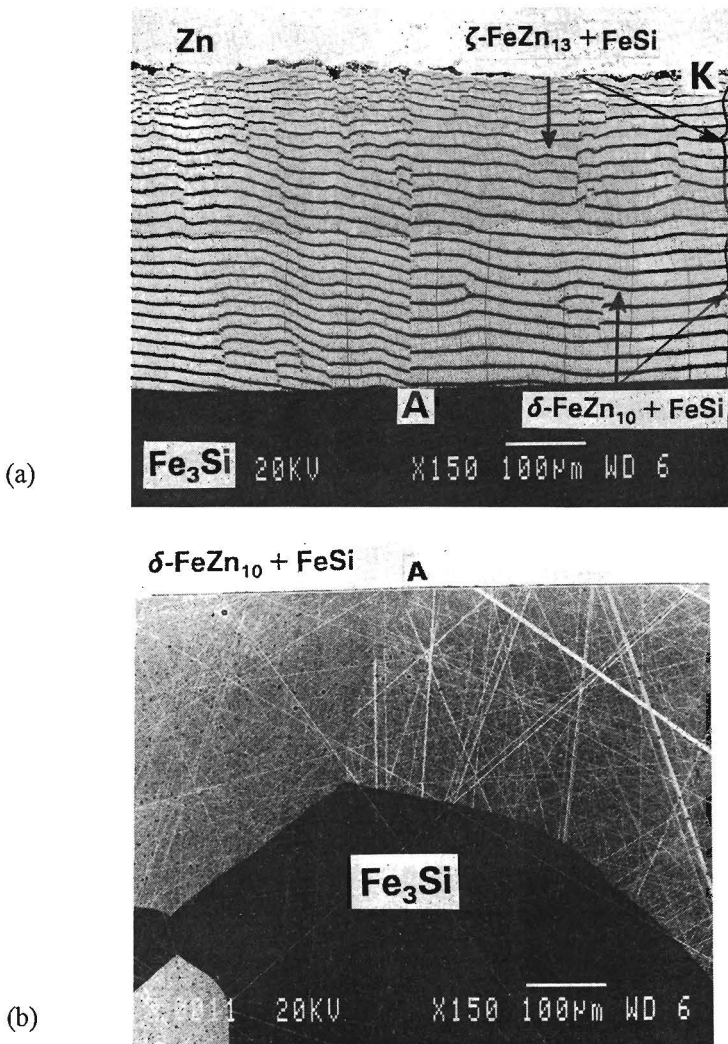 Zn
ζ-FeZn₁₃ + FeSi
K
A
δ-FeZn₁₀ + FeSi
Fe₃Si 20KV X150 100µm WD 6
(a)
δ-FeZn₁₀ + FeSi A
Fe₃Si
20KV X150 100µm WD 6
(b)